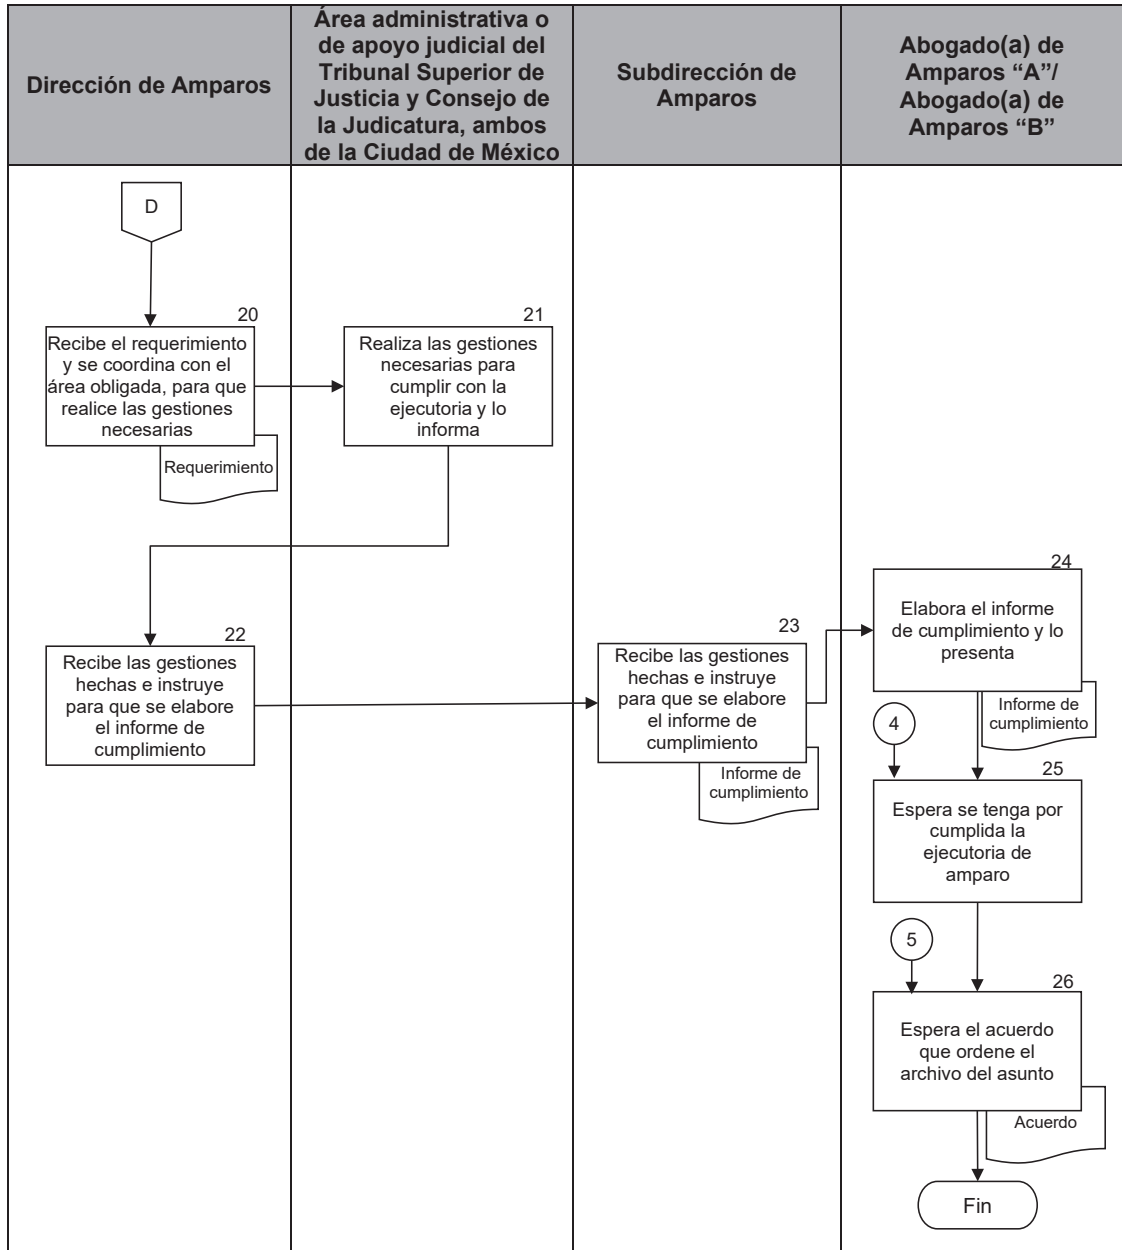 Dirección de Amparos
Área administrativa o
de apoyo judicial del
Tribunal Superior de
Justicia y Consejo de
la Judicatura, ambos
de la Ciudad de México
Subdirección de
Amparos
Abogado(a) de
Amparos “A”/
Abogado(a) de
Amparos “B”
D
20
Recibe el requerimiento
y se coordina con el
área obligada, para que
realice las gestiones
necesarias
Requerimiento
21
Realiza las gestiones
necesarias para
cumplir con la
ejecutoria y lo
informa
22
Recibe las gestiones
hechas e instruye
para que se elabore
el informe de
cumplimiento
23
Recibe las gestiones
hechas e instruye
para que se elabore
el informe de
cumplimiento
Informe de
cumplimiento
24
Elabora el informe
de cumplimiento y lo
presenta
Informe de
cumplimiento
4
25
Espera se tenga por
cumplida la
ejecutoria de
amparo
5
26
Espera el acuerdo
que ordene el
archivo del asunto
Acuerdo
Fin